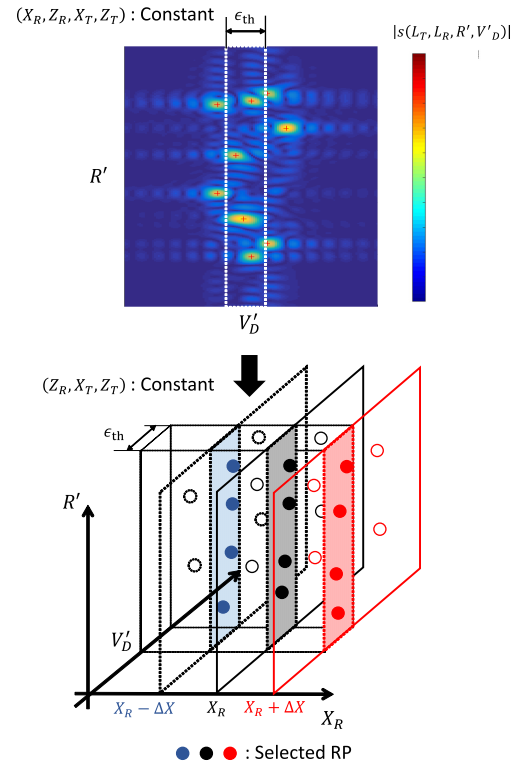 (X_R, Z_R, X_T, Z_T) : Constant
ϵ_th
|s(L_T, L_R, R′, V′_D)|
R′
V′_D
(Z_R, X_T, Z_T) : Constant
ϵ_th
R′
V′_D
X_R − ΔX
X_R
X_R + ΔX
X_R
: Selected RP